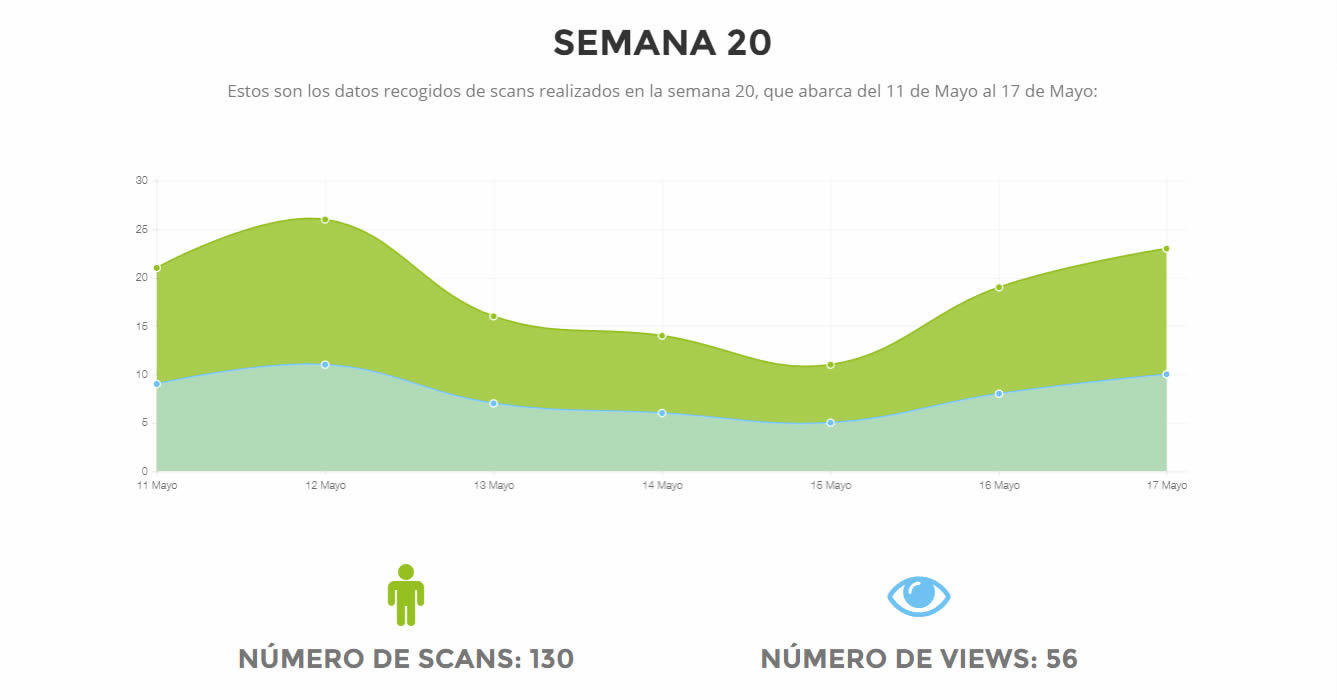 SEMANA 20
Estos son los datos recogidos de scans realizados en la semana 20, que abarca del 11 de Mayo al 17 de Mayo:
30
25
20
15
10
5
0
11 Mayo 12 Mayo 13 Mayo 14 Mayo 15 Mayo 16 Mayo 17 Mayo
NÚMERO DE SCANS: 130 NÚMERO DE VIEWS: 56